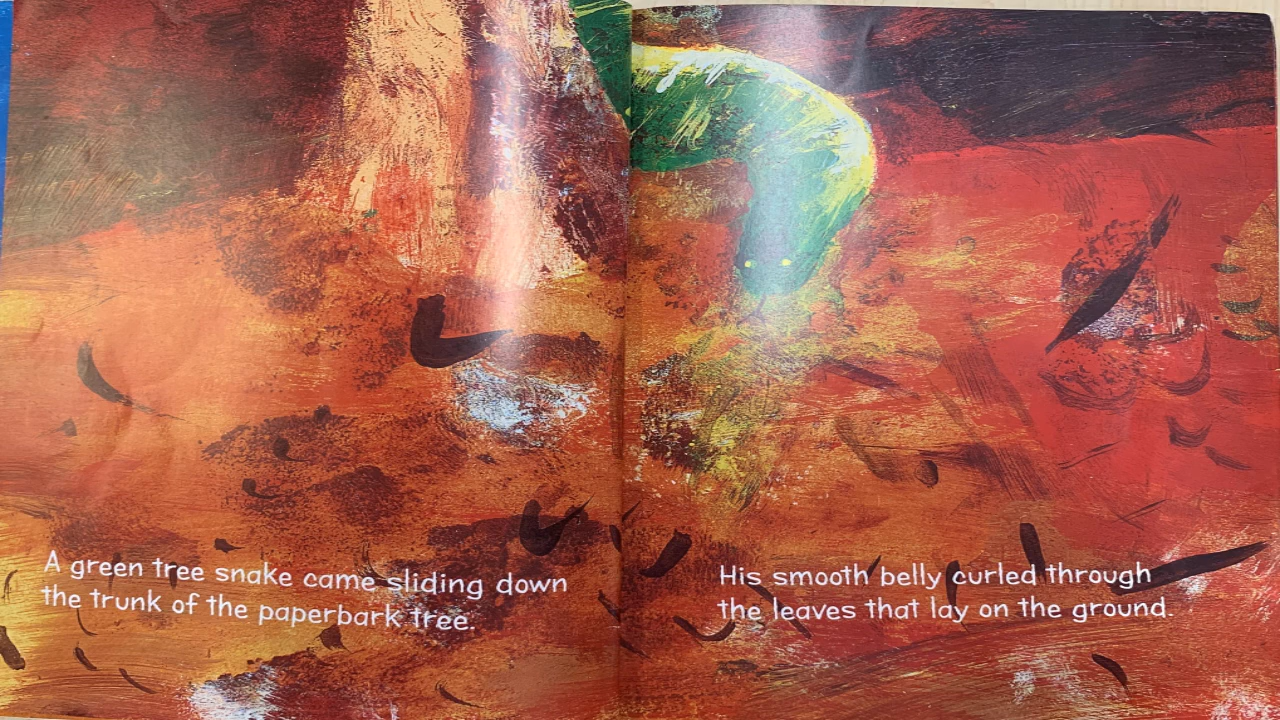 A green tree snake came sliding down
the trunk of the paperbark tree.
His smooth belly curled through
the leaves that lay on the ground.